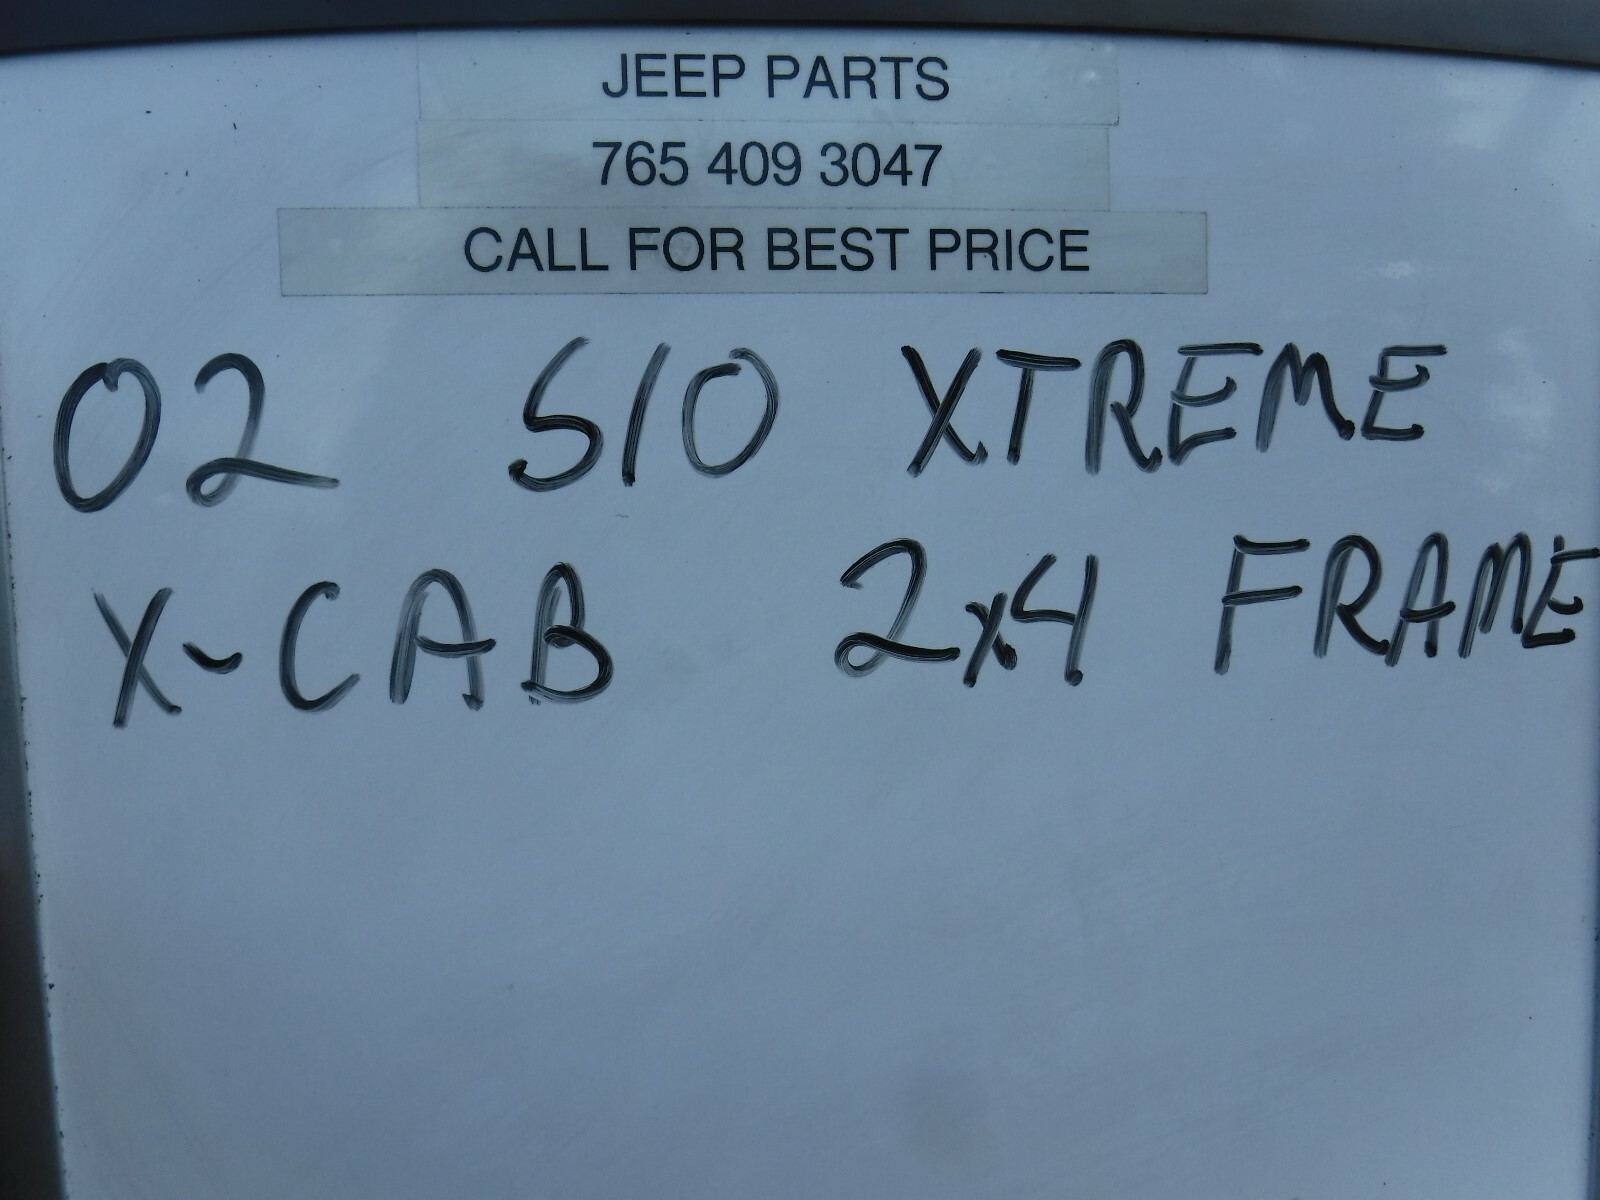 JEEP PARTS
765 409 3047
CALL FOR BEST PRICE
02 S10 XTREME
X-CAB 2x4 FRAME